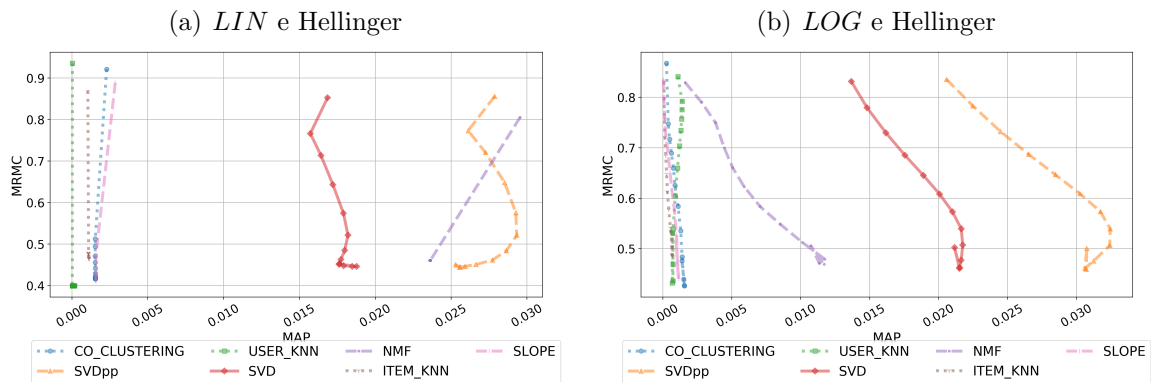 (a) LIN e Hellinger
MRMC
0.9
0.8
0.7
0.6
0.5
0.4
0.000 0.005 0.010 0.015 0.020 0.025 0.030
MAP
CO_CLUSTERING USER_KNN NMF SLOPE
SVDpp SVD ITEM_KNN
(b) LOG e Hellinger
MRMC
0.8
0.7
0.6
0.5
0.000 0.005 0.010 0.015 0.020 0.025 0.030
MAP
CO_CLUSTERING USER_KNN NMF SLOPE
SVDpp SVD ITEM_KNN